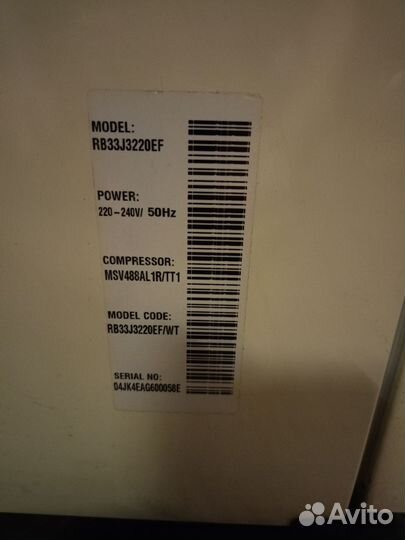 MODEL:
RB33J3220EF
POWER:
220-240V/ 50Hz
COMPRESSOR:
MSV488AL1R/TT1
MODEL CODE:
RB33J3220EF/WT
SERIAL NO:
04JK4EAG600058E
Avito